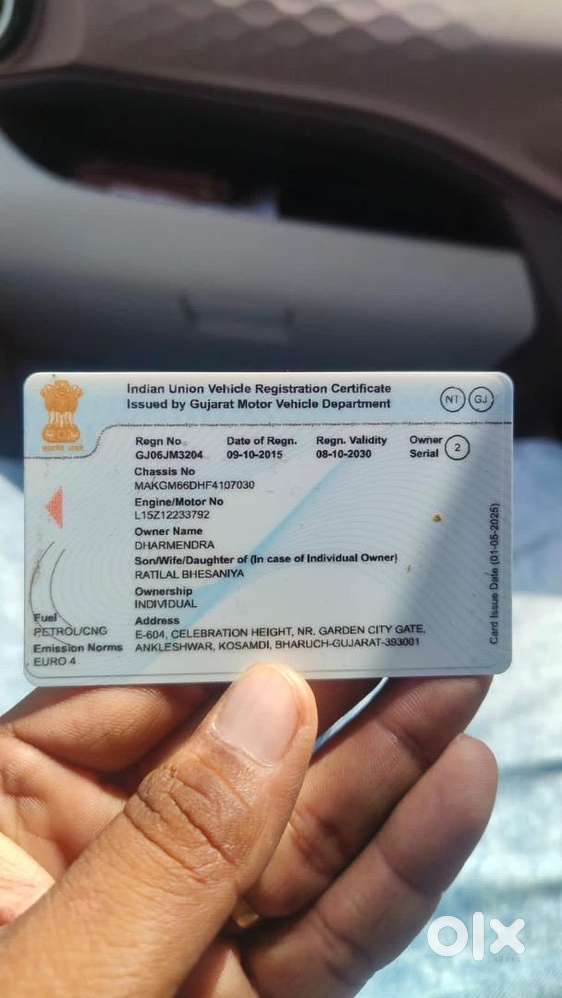 Indian Union Vehicle Registration Certificate
Issued by Gujarat Motor Vehicle Department
NT GJ
Regn No Date of Regn. Regn. Validity Owner
GJ06JM3204 09-10-2015 08-10-2030 Serial 2
Chassis No
MAKGM66DHF4107030
Engine/Motor No
L15Z12233792
Owner Name
DHARMENDRA
Son/Wife/Daughter of (In case of Individual Owner)
RATILAL BHESANIYA
Ownership
INDIVIDUAL
Fuel
PETROL/CNG
Emission Norms
EURO 4
Address
E-604, CELEBRATION HEIGHT, NR. GARDEN CITY GATE,
ANKLESHWAR, KOSAMDI, BHARUCH-GUJARAT-393001
Card Issue Date (01-05-2025)
olx